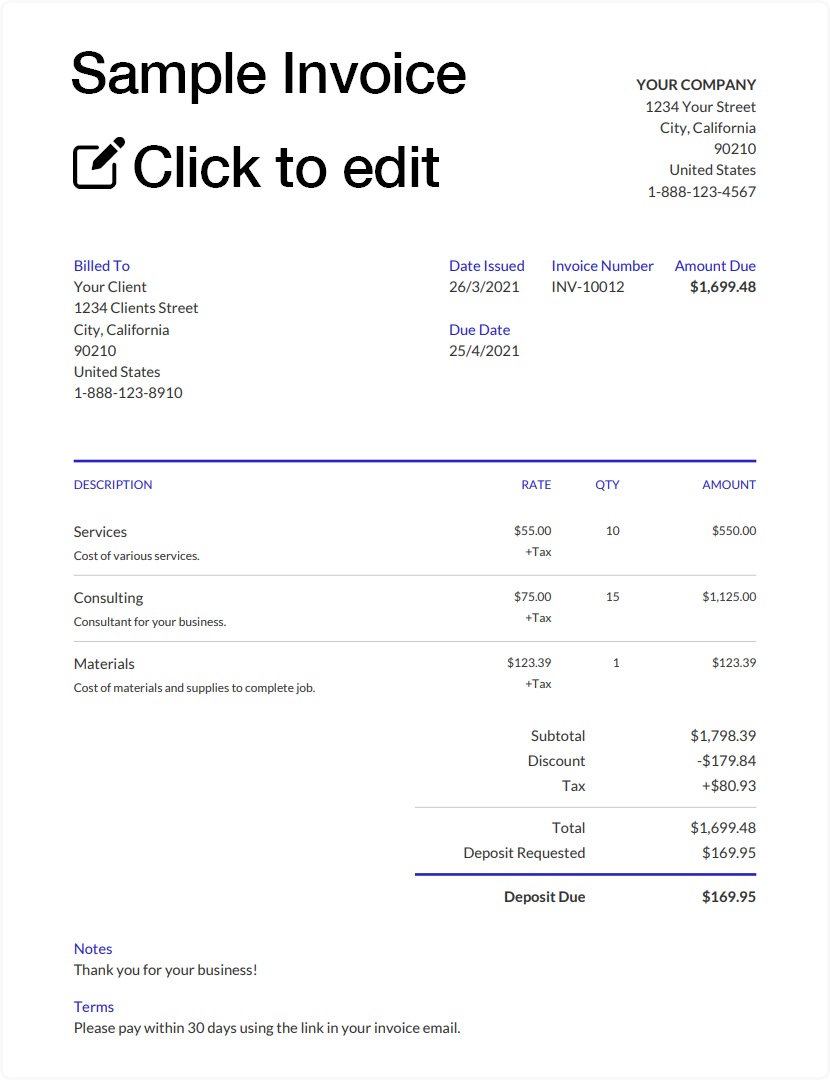 Sample Invoice
Click to edit
YOUR COMPANY
1234 Your Street
City, California
90210
United States
1-888-123-4567
Billed To
Your Client
1234 Clients Street
City, California
90210
United States
1-888-123-8910
Date Issued Invoice Number Amount Due
26/3/2021 INV-10012 $1,699.48
Due Date
25/4/2021
DESCRIPTION RATE QTY AMOUNT
Services $55.00 10 $550.00
Cost of various services. +Tax
Consulting $75.00 15 $1,125.00
Consultant for your business. +Tax
Materials $123.39 1 $123.39
Cost of materials and supplies to complete job. +Tax
Subtotal $1,798.39
Discount -$179.84
Tax +$80.93
Total $1,699.48
Deposit Requested $169.95
Deposit Due $169.95
Notes
Thank you for your business!
Terms
Please pay within 30 days using the link in your invoice email.